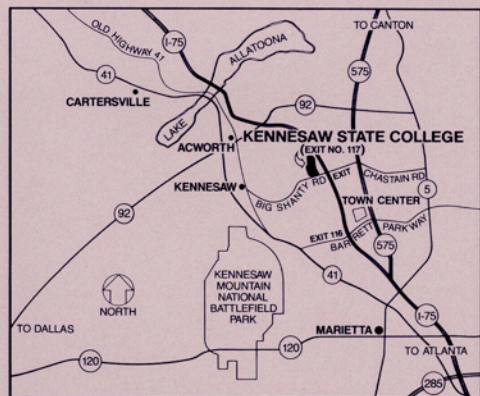 TO CANTON
OLD HIGHWAY 41
I-75
ALLATOONA
LAKE
41
575
CARTERSVILLE
92
ACWORTH
KENNESAW STATE COLLEGE
(EXIT NO. 117)
KENNESAW
BIG SHANTY RD
EXIT
CHASTAIN RD
5
TOWN CENTER
92
EXIT 116
BARRETT PARKWAY
575
KENNESAW
MOUNTAIN
NATIONAL
BATTLEFIELD
PARK
41
NORTH
I-75
TO DALLAS
MARIETTA
120
120
TO ATLANTA
285